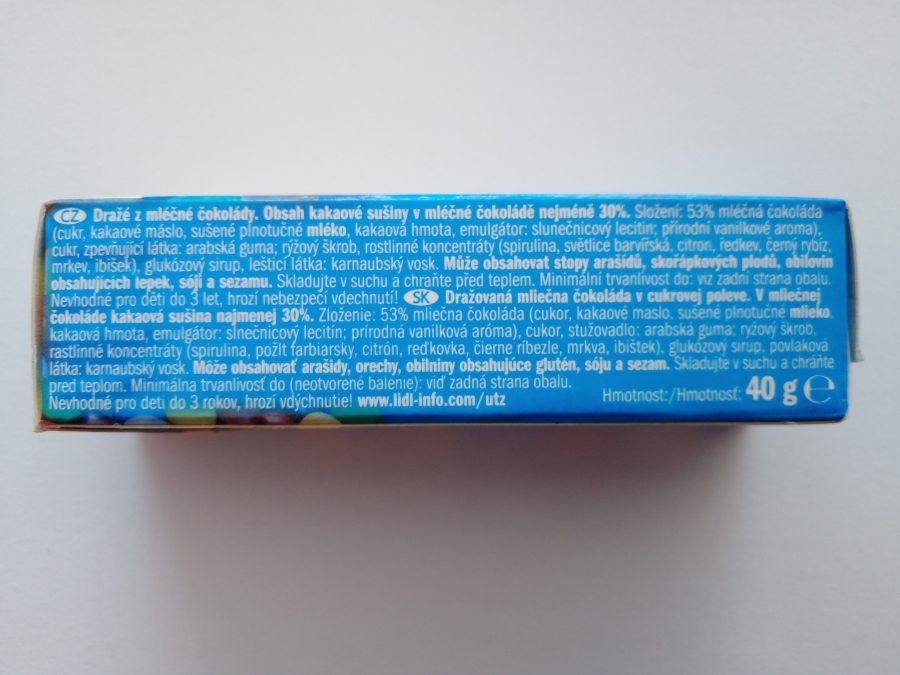 CZ Dražé z mléčné čokolády. Obsah kakaové sušiny v mléčné čokoládě nejméně 30%. Složení: 53% mléčná čokoláda
(cukr, kakaové máslo, sušené plnotučné mléko, kakaová hmota, emulgátor: slunečnicový lecitin; přírodní vanilkové aroma),
cukr, zpevňující látka: arabská guma; rýžový škrob, rostlinné koncentráty (spirulina, světlice barvířská, citron, ředkev, černý rybíz,
mrkev, ibišek), glukózový sirup, lešticí látka: karnaubský vosk. Může obsahovat stopy arašídů, skořápkových plodů, obilovin
obsahujících lepek, sóji a sezamu. Skladujte v suchu a chraňte před teplem. Minimální trvanlivost do: viz zadní strana obalu.
Nevhodné pro děti do 3 let, hrozí nebezpečí vdechnutí! SK Dražovaná mliečna čokoláda v cukrovej poleve. V mliečnej
čokoláde kakaová sušina najmenej 30%. Zloženie: 53% mliečna čokoláda (cukor, kakaové maslo, sušené plnotučné mlieko,
kakaová hmota, emulgátor: slnečnicový lecitín; prírodná vanilková aróma), cukor, stužovadlo: arabská guma; ryžový škrob,
rastlinné koncentráty (spirulina, požlt farbiarsky, citrón, reďkovka, čierne ríbezle, mrkva, ibištek), glukózový sirup, povlaková
látka: karnaubský vosk. Môže obsahovať arašidy, orechy, obilniny obsahujúce glutén, sóju a sezam. Skladujte v suchu a chráňte
pred teplom. Minimálna trvanlivosť do (neotvorené balenie): viď zadná strana obalu.
Nevhodné pro deti do 3 rokov, hrozí vdýchnutie! www.lidl-info.com/utz Hmotnost:/Hmotnosť: 40 g ℮